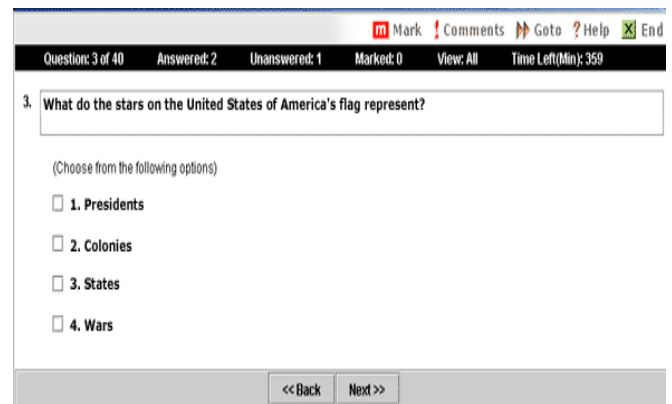 m Mark ! Comments Goto ? Help X End
Question: 3 of 40 Answered: 2 Unanswered: 1 Marked: 0 View: All Time Left(Min): 359
3. What do the stars on the United States of America's flag represent?
(Choose from the following options)
1. Presidents
2. Colonies
3. States
4. Wars
<< Back Next >>